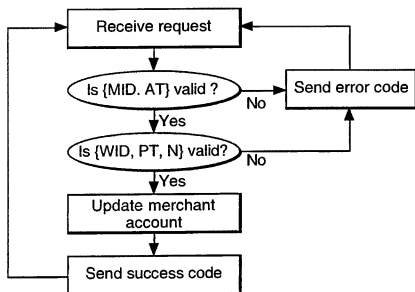 Receive request
Is {MID. AT} valid ?
No
Send error code
Yes
Is {WID, PT, N} valid?
No
Yes
Update merchant
account
Send success code